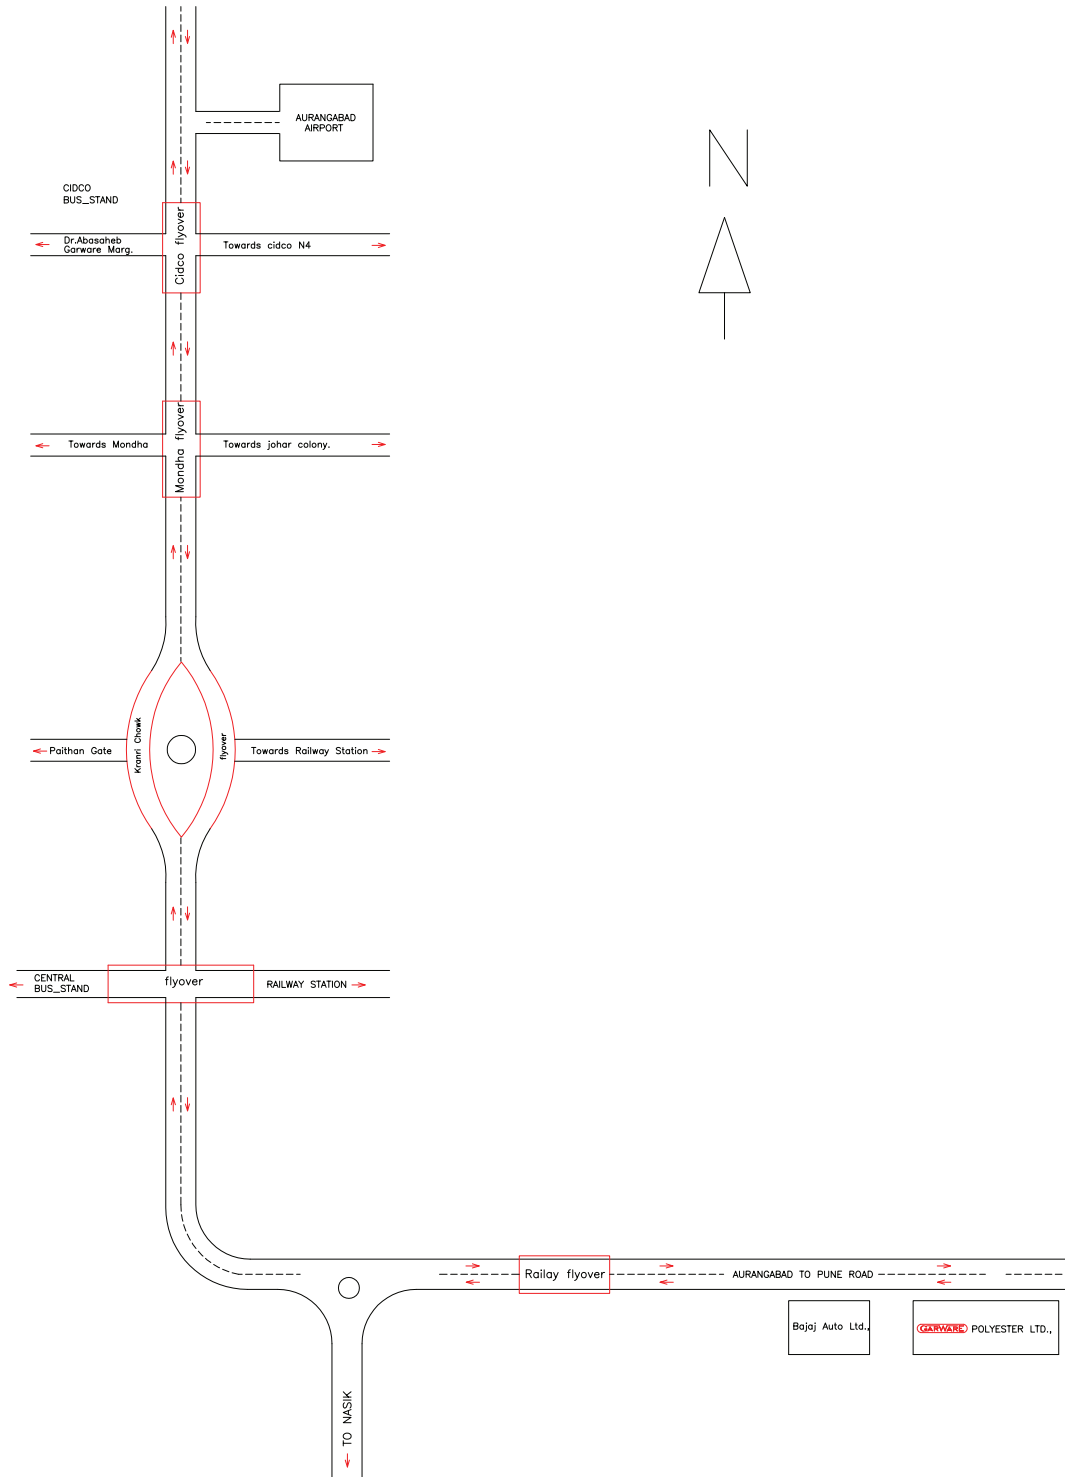 AURANGABAD
AIRPORT
N
CIDCO
BUS_STAND
Cidco flyover
Dr.Abasaheb
Garware Marg.
Towards cidco N4
Mondha flyover
Towards Mondha
Towards johar colony.
Kranri Chowk
flyover
Paithan Gate
Towards Railway Station
flyover
CENTRAL
BUS_STAND
RAILWAY STATION
Railay flyover
AURANGABAD TO PUNE ROAD
Bajaj Auto Ltd.,
GARWARE POLYESTER LTD.,
TO NASIK